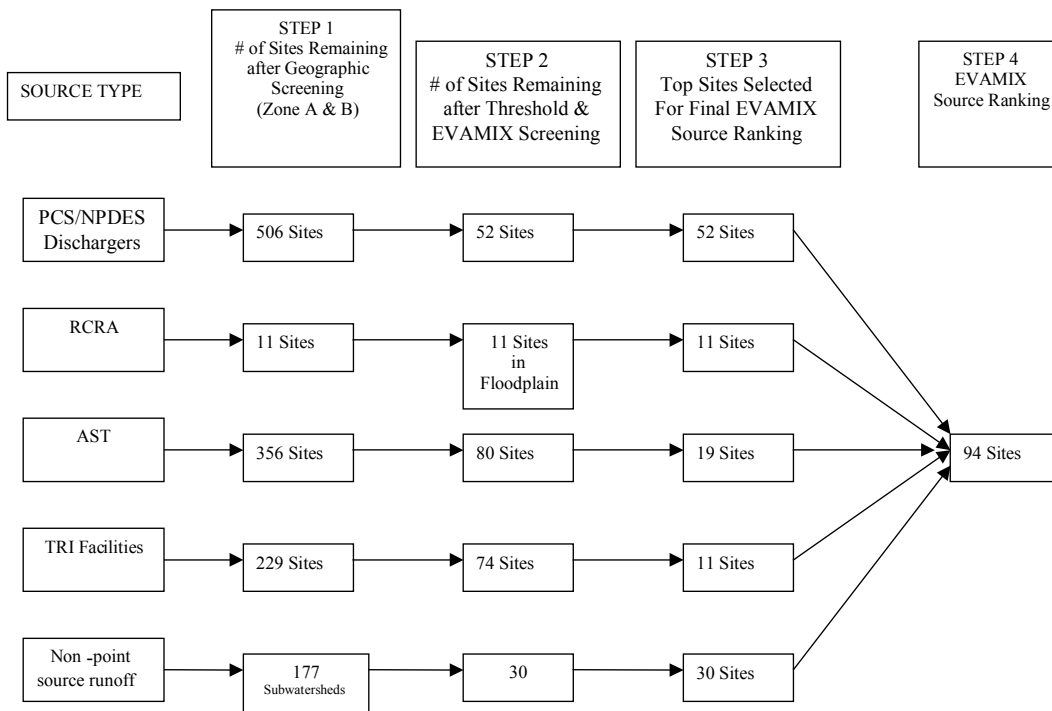 SOURCE TYPE
STEP 1
# of Sites Remaining
after Geographic
Screening
(Zone A & B)
STEP 2
# of Sites Remaining
after Threshold &
EVAMIX Screening
STEP 3
Top Sites Selected
For Final EVAMIX
Source Ranking
STEP 4
EVAMIX
Source Ranking
PCS/NPDES
Dischargers
506 Sites
52 Sites
52 Sites
RCRA
11 Sites
11 Sites
in
Floodplain
11 Sites
AST
356 Sites
80 Sites
19 Sites
94 Sites
TRI Facilities
229 Sites
74 Sites
11 Sites
Non -point
source runoff
177
Subwatersheds
30
30 Sites